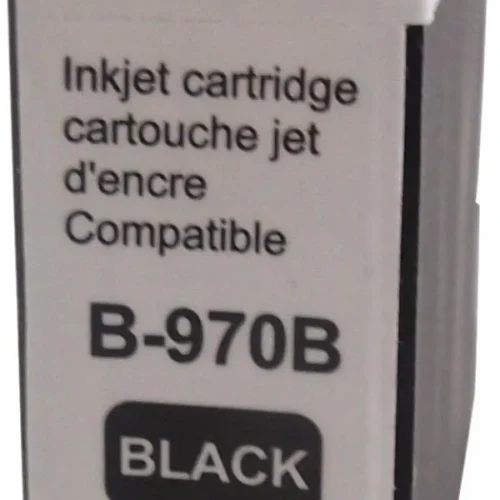 Inkjet cartridge
cartouche jet
d'encre
Compatible
B-970B
BLACK